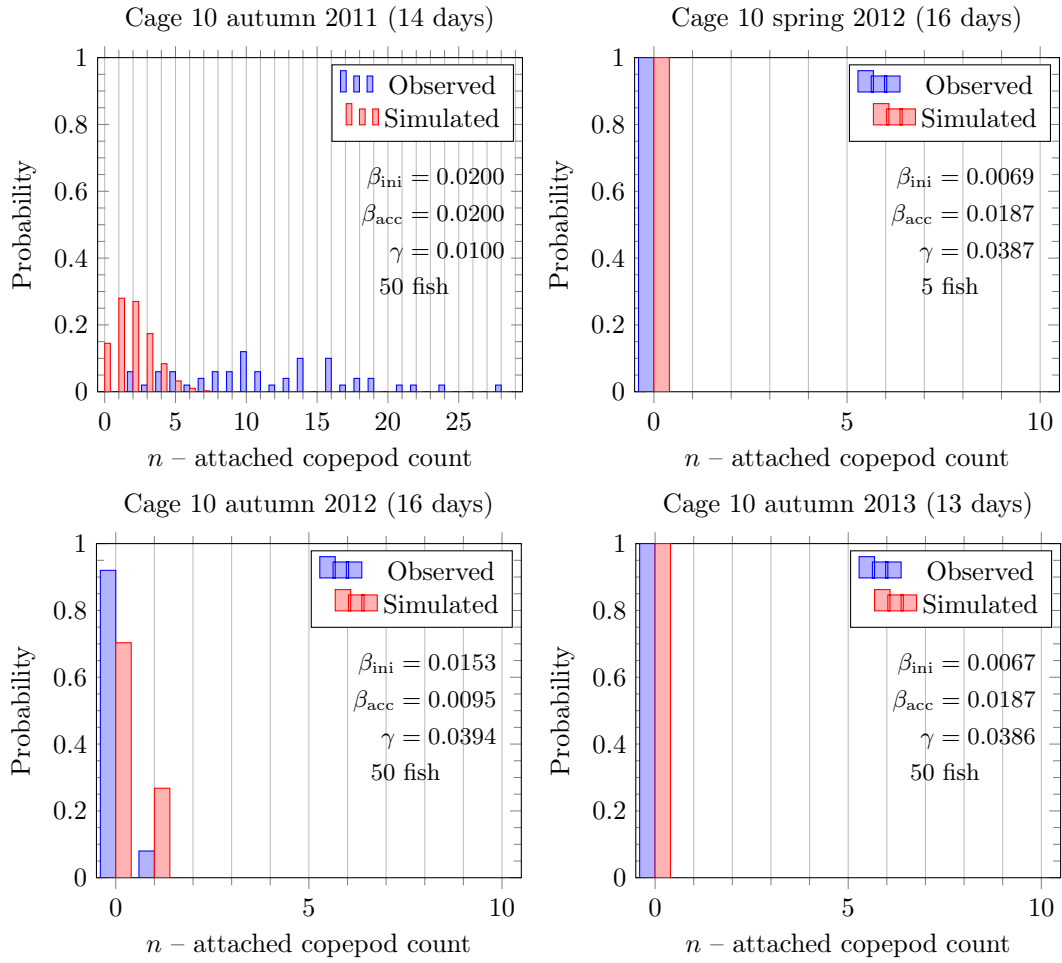 Cage 10 autumn 2011 (14 days)
1
0.8
0.6
0.4
0.2
0
Probability
Observed
Simulated
βini = 0.0200
βacc = 0.0200
γ = 0.0100
50 fish
0 5 10 15 20 25
n – attached copepod count
Cage 10 spring 2012 (16 days)
1
0.8
0.6
0.4
0.2
0
Probability
Observed
Simulated
βini = 0.0069
βacc = 0.0187
γ = 0.0387
5 fish
0 5 10
n – attached copepod count
Cage 10 autumn 2012 (16 days)
1
0.8
0.6
0.4
0.2
0
Probability
Observed
Simulated
βini = 0.0153
βacc = 0.0095
γ = 0.0394
50 fish
0 5 10
n – attached copepod count
Cage 10 autumn 2013 (13 days)
1
0.8
0.6
0.4
0.2
0
Probability
Observed
Simulated
βini = 0.0067
βacc = 0.0187
γ = 0.0386
50 fish
0 5 10
n – attached copepod count